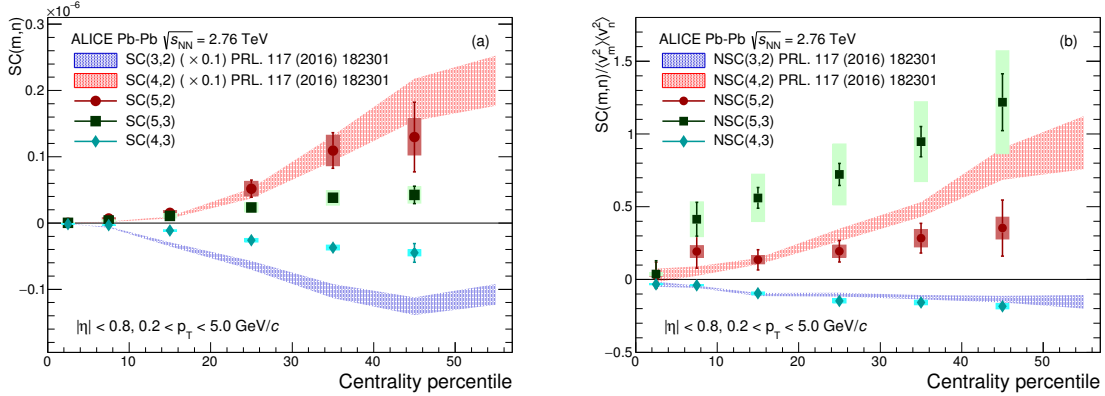 ×10⁻⁶
SC(m,n)
0.3
0.2
0.1
0
−0.1
ALICE Pb-Pb √sNN = 2.76 TeV
(a)
SC(3,2) ( × 0.1) PRL. 117 (2016) 182301
SC(4,2) ( × 0.1) PRL. 117 (2016) 182301
SC(5,2)
SC(5,3)
SC(4,3)
|η| < 0.8, 0.2 < pT < 5.0 GeV/c
0 10 20 30 40 50
Centrality percentile
SC(m,n)/⟨v²m⟩⟨v²n⟩
1.5
1
0.5
0
−0.5
ALICE Pb-Pb √sNN = 2.76 TeV
(b)
NSC(3,2) PRL. 117 (2016) 182301
NSC(4,2) PRL. 117 (2016) 182301
NSC(5,2)
NSC(5,3)
NSC(4,3)
|η| < 0.8, 0.2 < pT < 5.0 GeV/c
0 10 20 30 40 50
Centrality percentile